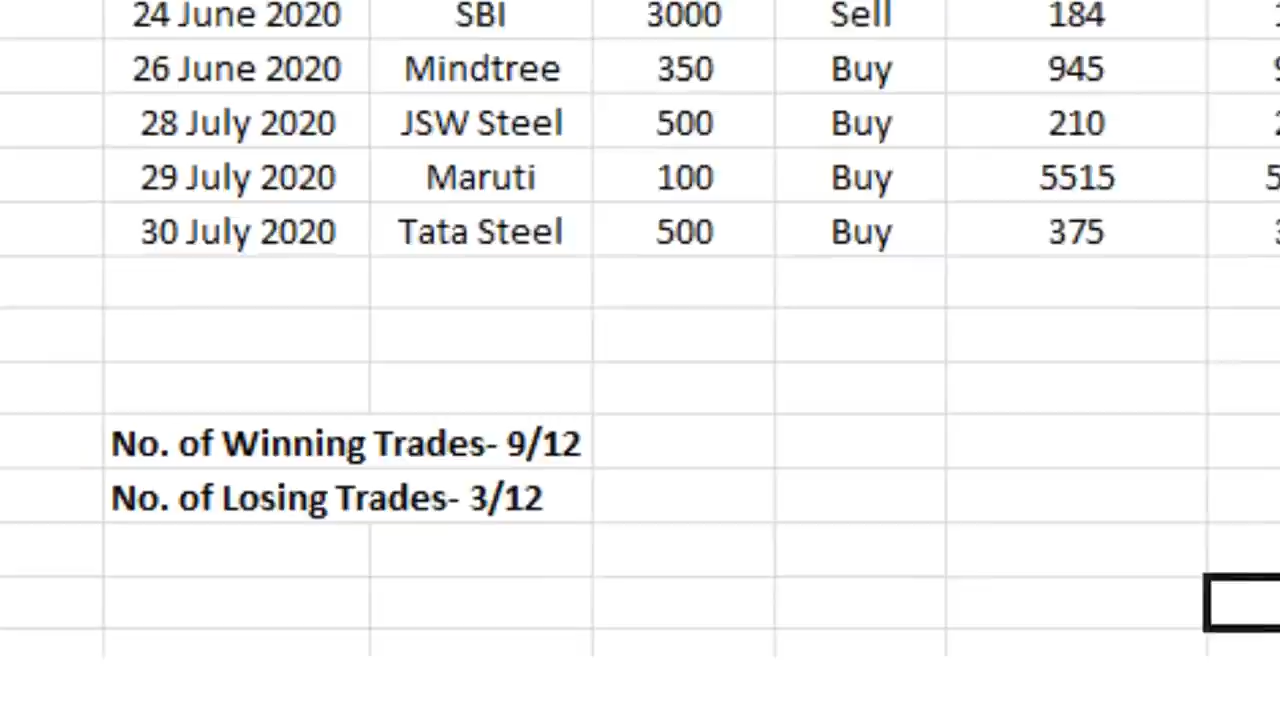 24 June 2020 SBI 3000 Sell 184
26 June 2020 Mindtree 350 Buy 945
28 July 2020 JSW Steel 500 Buy 210
29 July 2020 Maruti 100 Buy 5515
30 July 2020 Tata Steel 500 Buy 375
No. of Winning Trades- 9/12
No. of Losing Trades- 3/12